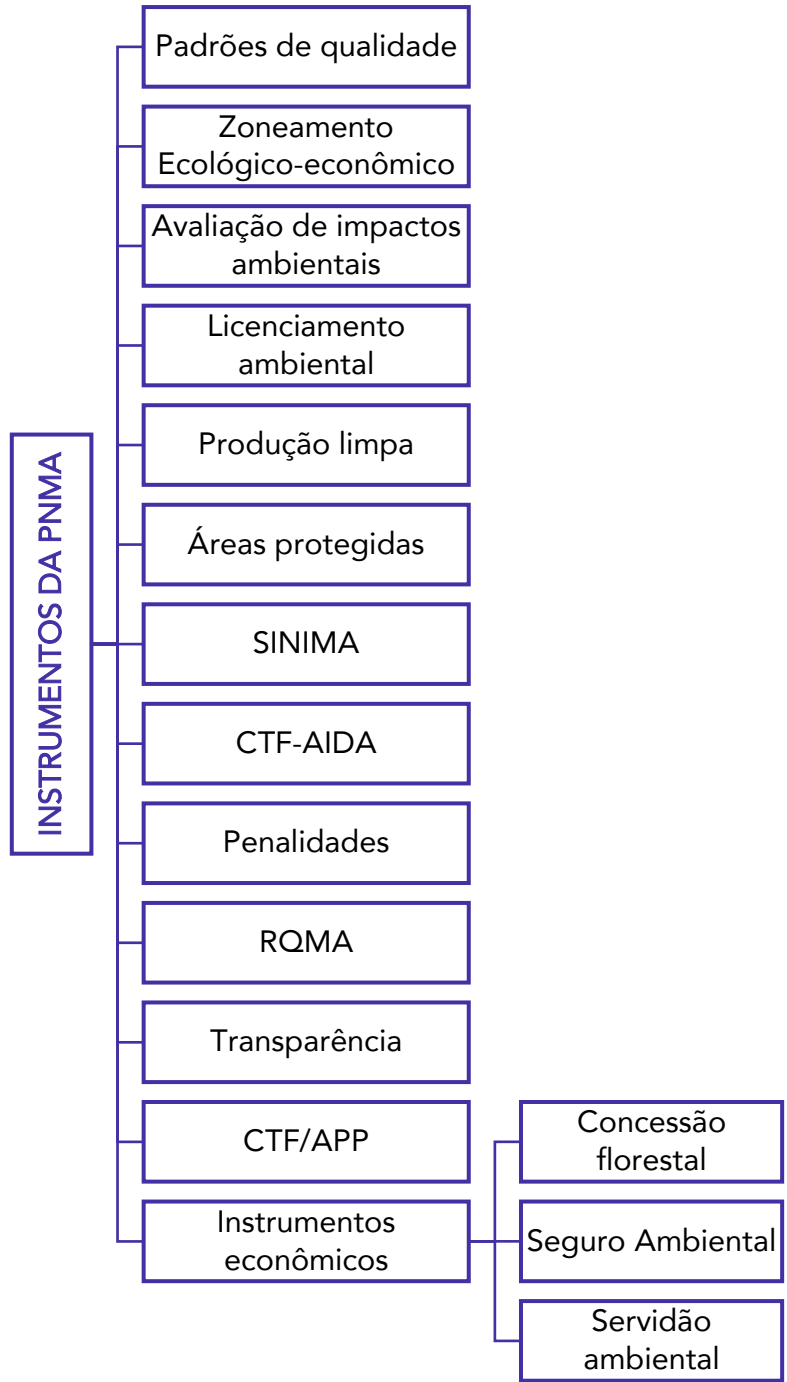 INSTRUMENTOS DA PNMA
Padrões de qualidade
Zoneamento
Ecológico-econômico
Avaliação de impactos
ambientais
Licenciamento
ambiental
Produção limpa
Áreas protegidas
SINIMA
CTF-AIDA
Penalidades
RQMA
Transparência
CTF/APP
Instrumentos
econômicos
Concessão
florestal
Seguro Ambiental
Servidão
ambiental